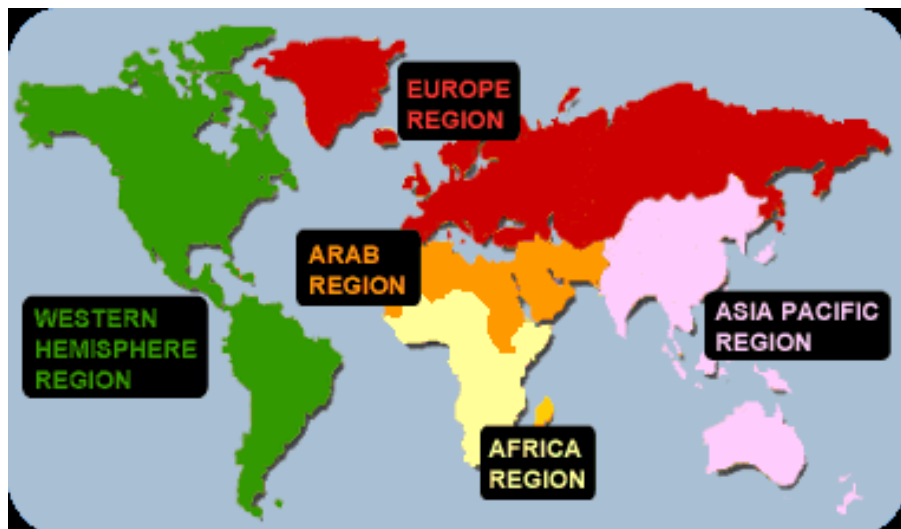 EUROPE
REGION
ARAB
REGION
WESTERN
HEMISPHERE
REGION
ASIA PACIFIC
REGION
AFRICA
REGION